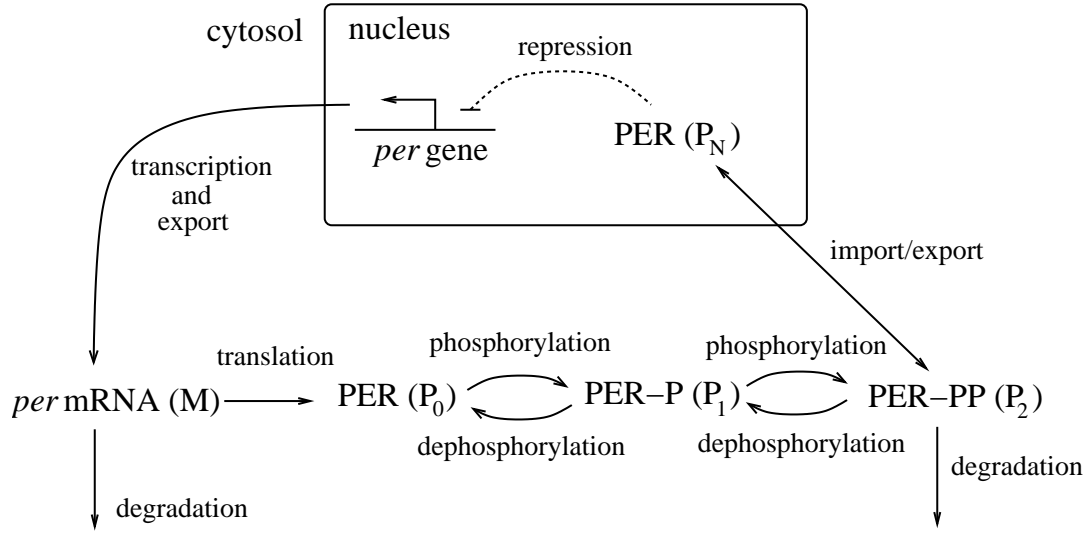 cytosol
nucleus
repression
per gene
PER (P_N)
transcription
and
export
import/export
translation
phosphorylation
phosphorylation
per mRNA (M)
PER (P_0)
PER–P (P_1)
PER–PP (P_2)
dephosphorylation
dephosphorylation
degradation
degradation